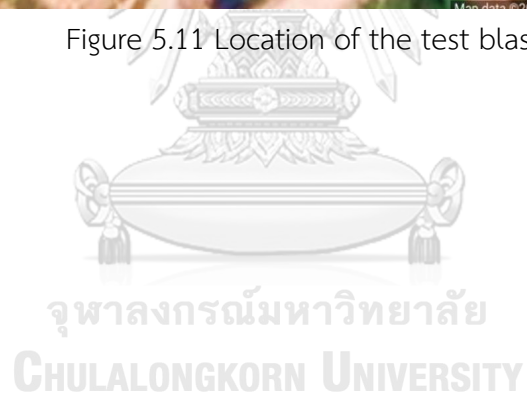 Map data ©2
Figure 5.11 Location of the test blas
จุฬาลงกรณ์มหาวิทยาลัย
CHULALONGKORN UNIVERSITY